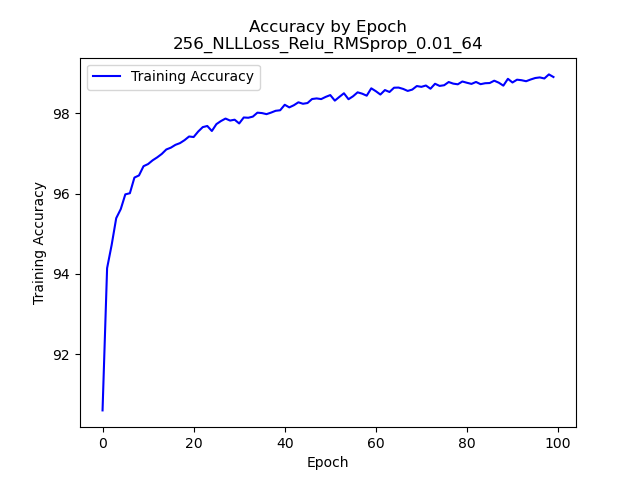 Accuracy by Epoch
256_NLLLoss_Relu_RMSprop_0.01_64
Training Accuracy
98
96
94
92
Training Accuracy
0 20 40 60 80 100
Epoch